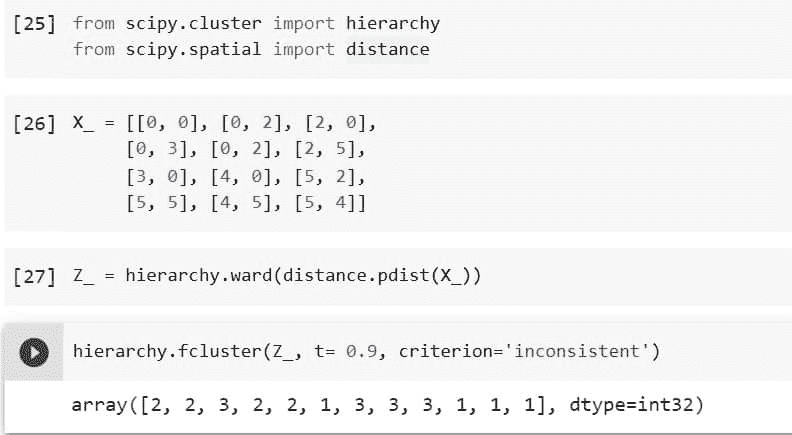 [25] from scipy.cluster import hierarchy
from scipy.spatial import distance
[26] X_ = [[0, 0], [0, 2], [2, 0],
[0, 3], [0, 2], [2, 5],
[3, 0], [4, 0], [5, 2],
[5, 5], [4, 5], [5, 4]]
[27] Z_ = hierarchy.ward(distance.pdist(X_))
hierarchy.fcluster(Z_, t= 0.9, criterion='inconsistent')
array([2, 2, 3, 2, 2, 1, 3, 3, 3, 1, 1, 1], dtype=int32)